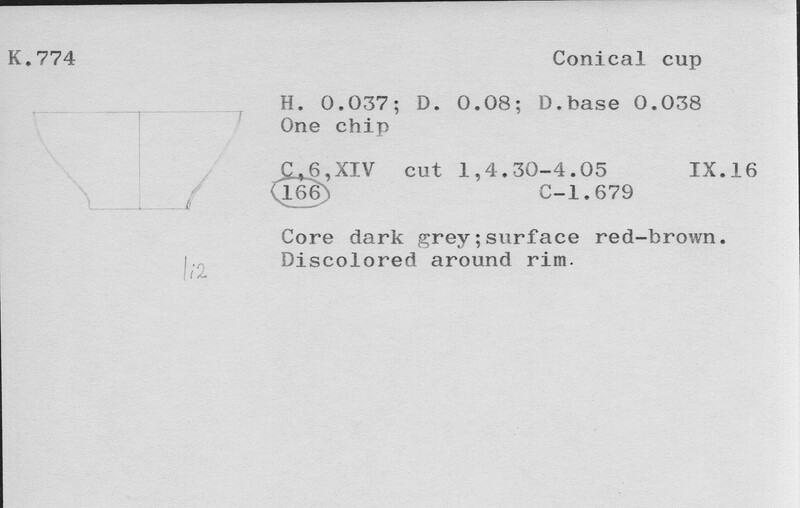 K.774 Conical cup
H. 0.037; D. 0.08; D.base 0.038
One chip
C,6,XIV cut 1,4.30-4.05 IX.16
166 C-1.679
Core dark grey;surface red-brown.
Discolored around rim.
1:2